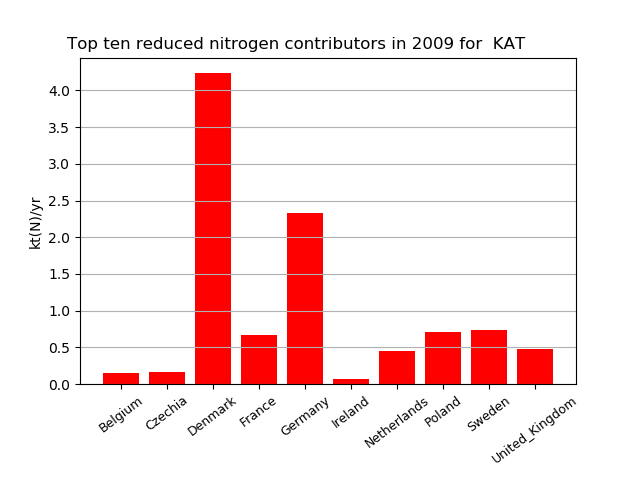 Top ten reduced nitrogen contributors in 2009 for  KAT
kt(N)/yr
4.0
3.5
3.0
2.5
2.0
1.5
1.0
0.5
0.0
Belgium
Czechia
Denmark
France
Germany
Ireland
Netherlands
Poland
Sweden
United_Kingdom